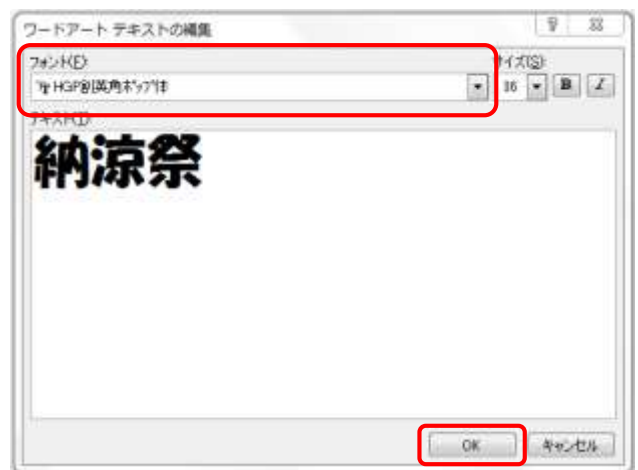 ワードアート テキストの編集
フォント(F):
サイズ(S):
HGP創英角ポップ体
36
B
I
テキスト(T):
納涼祭
OK
キャンセル